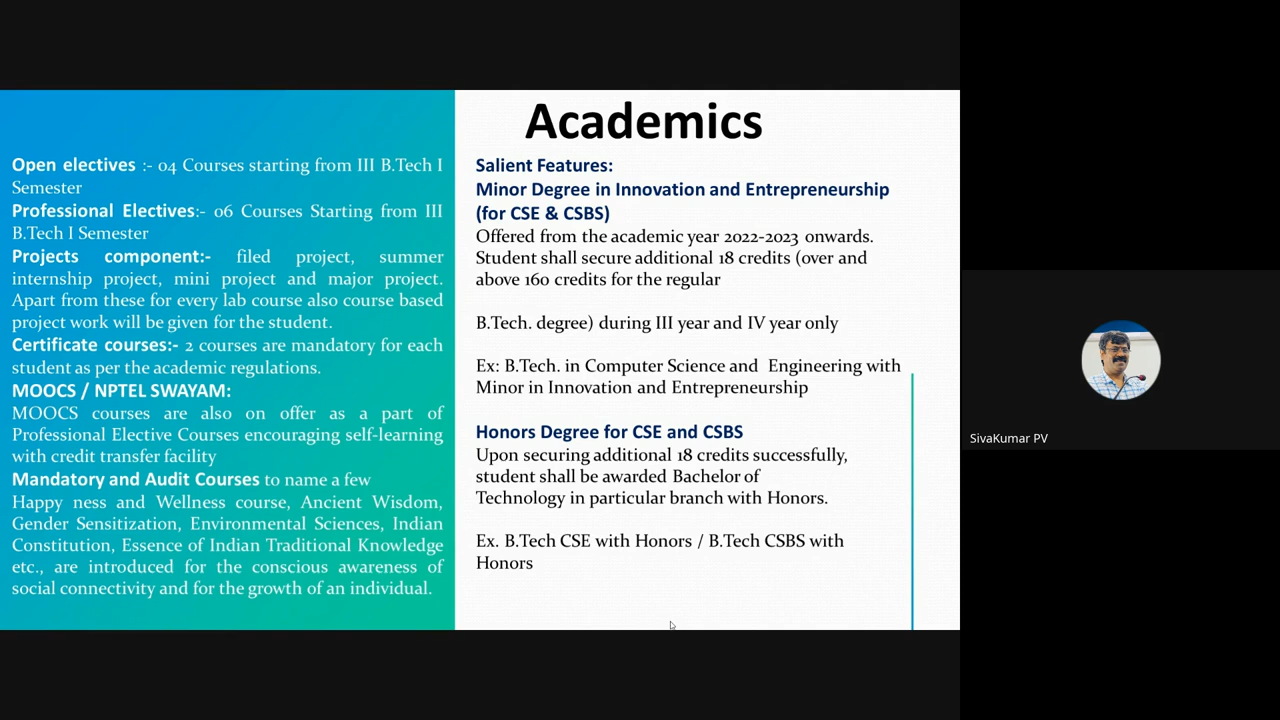 Academics
Open electives :- 04 Courses starting from III B.Tech I
Semester
Professional Electives:- 06 Courses Starting from III
B.Tech I Semester
Projects component:- filed project, summer
internship project, mini project and major project.
Apart from these for every lab course also course based
project work will be given for the student.
Certificate courses:- 2 courses are mandatory for each
student as per the academic regulations.
MOOCS / NPTEL SWAYAM:
MOOCS courses are also on offer as a part of
Professional Elective Courses encouraging self-learning
with credit transfer facility
Mandatory and Audit Courses to name a few
Happy ness and Wellness course, Ancient Wisdom,
Gender Sensitization, Environmental Sciences, Indian
Constitution, Essence of Indian Traditional Knowledge
etc., are introduced for the conscious awareness of
social connectivity and for the growth of an individual.
Salient Features:
Minor Degree in Innovation and Entrepreneurship
(for CSE & CSBS)
Offered from the academic year 2022-2023 onwards.
Student shall secure additional 18 credits (over and
above 160 credits for the regular
B.Tech. degree) during III year and IV year only
Ex: B.Tech. in Computer Science and Engineering with
Minor in Innovation and Entrepreneurship
Honors Degree for CSE and CSBS
Upon securing additional 18 credits successfully,
student shall be awarded Bachelor of
Technology in particular branch with Honors.
Ex. B.Tech CSE with Honors / B.Tech CSBS with
Honors
SivaKumar PV